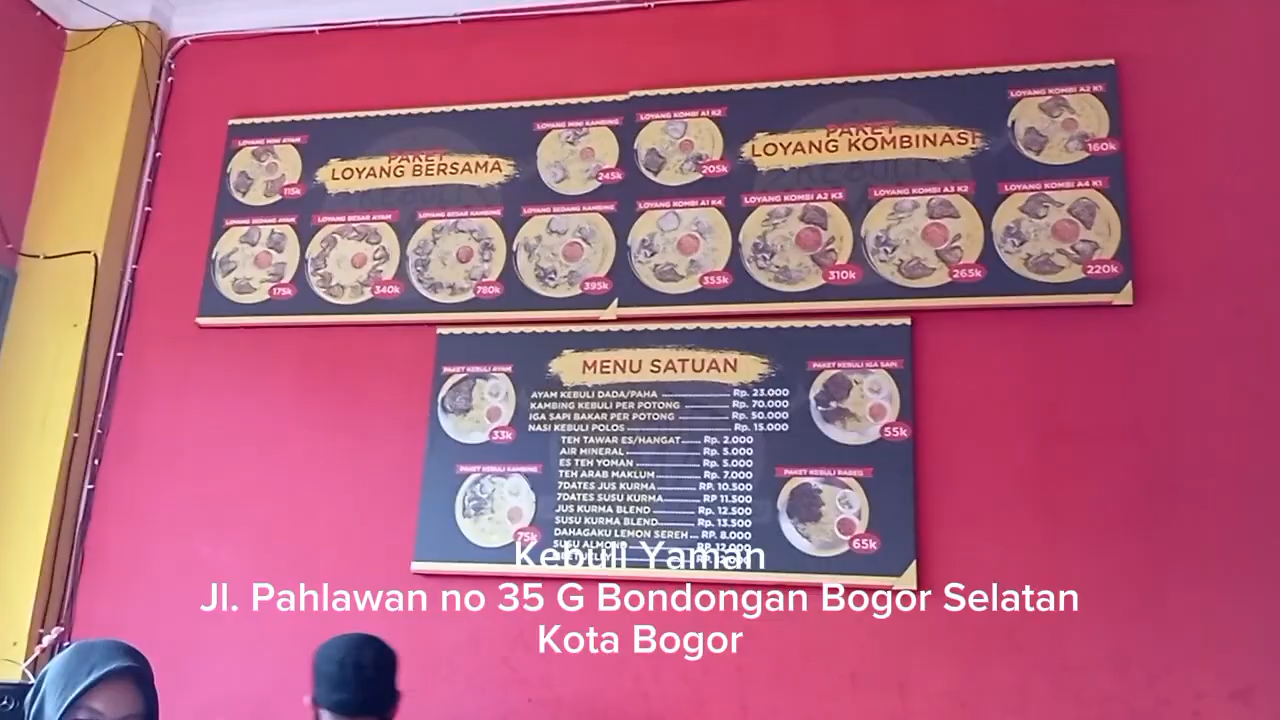 PAKET
LOYANG BERSAMA
LOYANG MINI AYAM
115k
LOYANG MINI KAMBING
245k
LOYANG SEDANG AYAM
175k
LOYANG BESAR AYAM
340k
LOYANG BESAR KAMBING
780k
LOYANG SEDANG KAMBING
395k
PAKET
LOYANG KOMBINASI
LOYANG KOMBI A1 K2
205k
LOYANG KOMBI A2 K1
160k
LOYANG KOMBI A1 K4
355k
LOYANG KOMBI A2 K3
310k
LOYANG KOMBI A3 K2
265k
LOYANG KOMBI A4 K1
220k
MENU SATUAN
PAKET KEBULI AYAM
33k
PAKET KEBULI KAMBING
75k
AYAM KEBULI DADA/PAHA Rp. 23.000
KAMBING KEBULI PER POTONG Rp. 70.000
IGA SAPI BAKAR PER POTONG Rp. 50.000
NASI KEBULI POLOS Rp. 15.000
TEH TAWAR ES/HANGAT Rp. 2.000
AIR MINERAL Rp. 5.000
ES TEH YOMAN Rp. 5.000
TEH ARAB MAKLUM Rp. 7.000
7DATES JUS KURMA RP. 10.500
7DATES SUSU KURMA RP 11.500
JUS KURMA BLEND Rp. 12.500
SUSU KURMA BLEND Rp. 13.500
DAHAGAKU LEMON SEREH RP. 8.000
SUSU ALMOND RP. 12.000
PAKET KEBULI IGA SAPI
55k
PAKET KEBULI RABEG
65k
Kebuli Yaman
Jl. Pahlawan no 35 G Bondongan Bogor Selatan
Kota Bogor